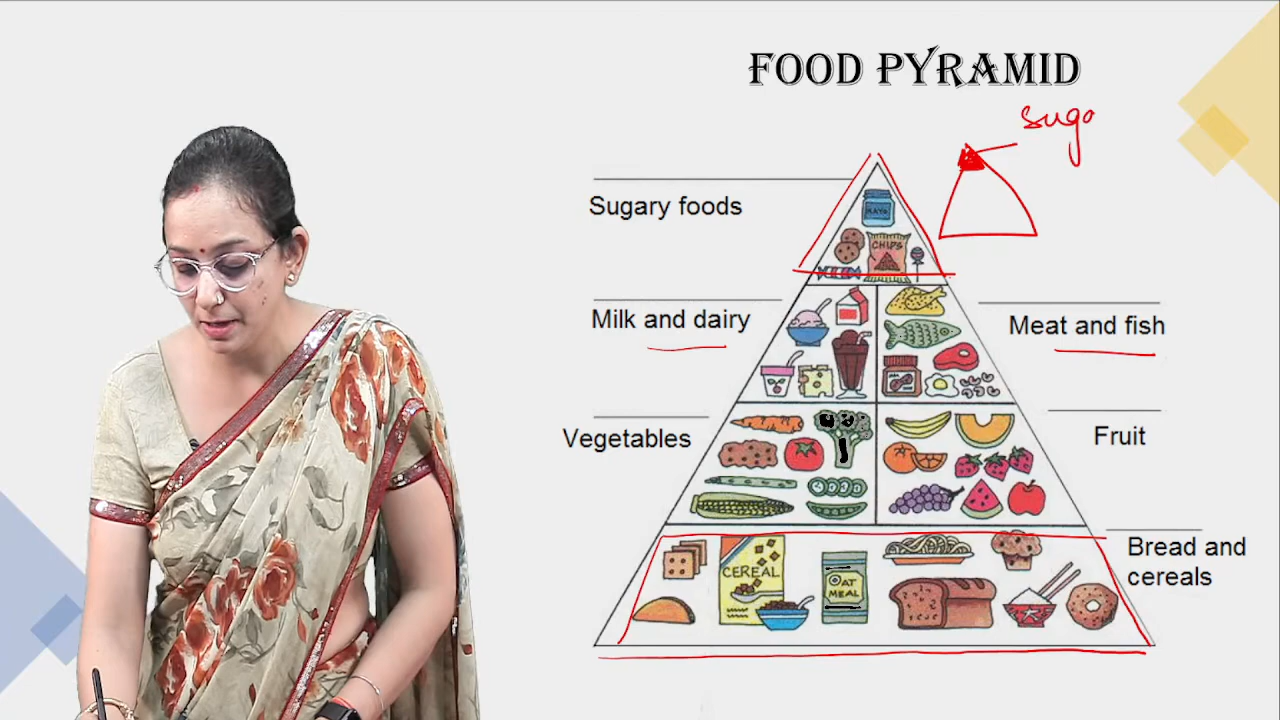 FOOD PYRAMID
suga
Sugary foods
MAYO
CHIPS
Milk and dairy
Meat and fish
Vegetables
Fruit
Bread and
cereals
CEREAL
OAT
MEAL